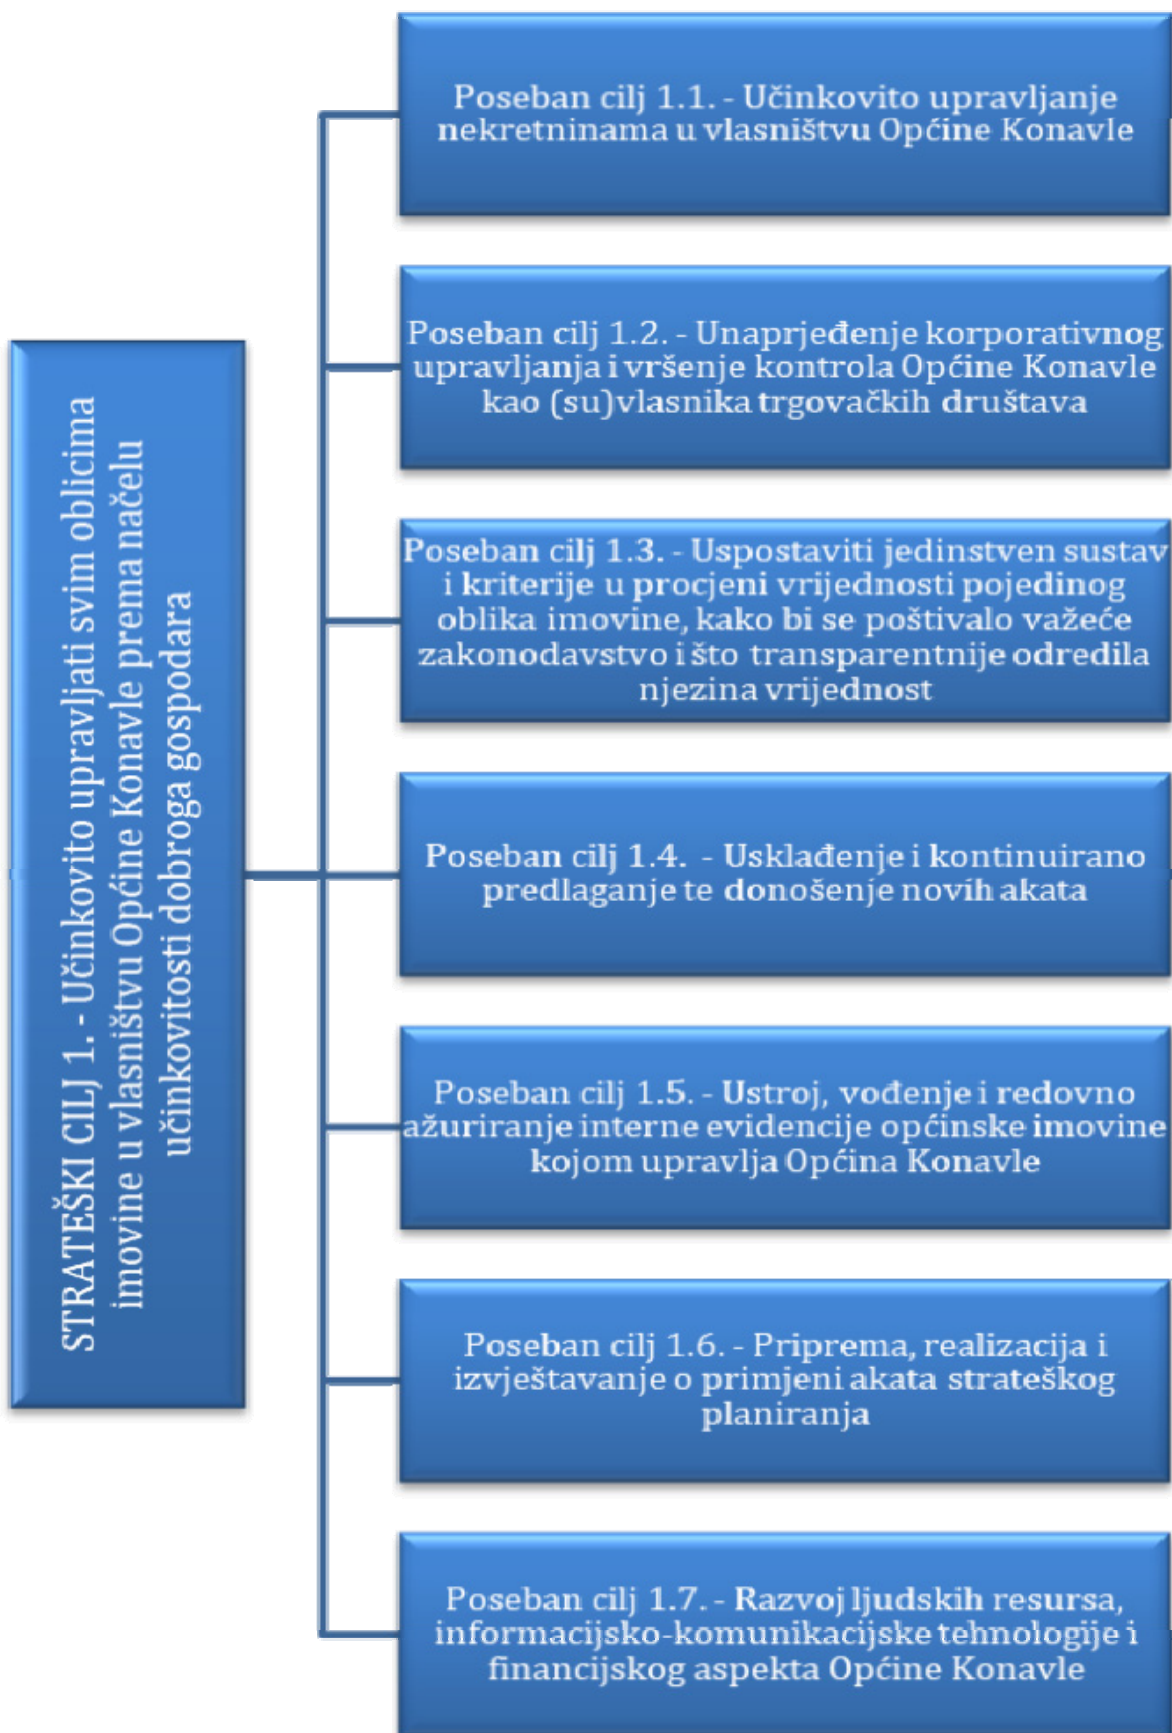 STRATEŠKI CILJ 1. - Učinkovito upravljati svim oblicima
imovine u vlasništvu Općine Konavle prema načelu
učinkovitosti dobroga gospodara
Poseban cilj 1.1. - Učinkovito upravljanje
nekretninama u vlasništvu Općine Konavle
Poseban cilj 1.2. - Unaprjeđenje korporativnog
upravljanja i vršenje kontrola Općine Konavle
kao (su)vlasnika trgovačkih društava
Poseban cilj 1.3. - Uspostaviti jedinstven sustav
i kriterije u procjeni vrijednosti pojedinog
oblika imovine, kako bi se poštivalo važeće
zakonodavstvo i što transparentnije odredila
njezina vrijednost
Poseban cilj 1.4. - Usklađenje i kontinuirano
predlaganje te donošenje novih akata
Poseban cilj 1.5. - Ustroj, vođenje i redovno
ažuriranje interne evidencije općinske imovine
kojom upravlja Općina Konavle
Poseban cilj 1.6. - Priprema, realizacija i
izvještavanje o primjeni akata strateškog
planiranja
Poseban cilj 1.7. - Razvoj ljudskih resursa,
informacijsko-komunikacijske tehnologije i
financijskog aspekta Općine Konavle